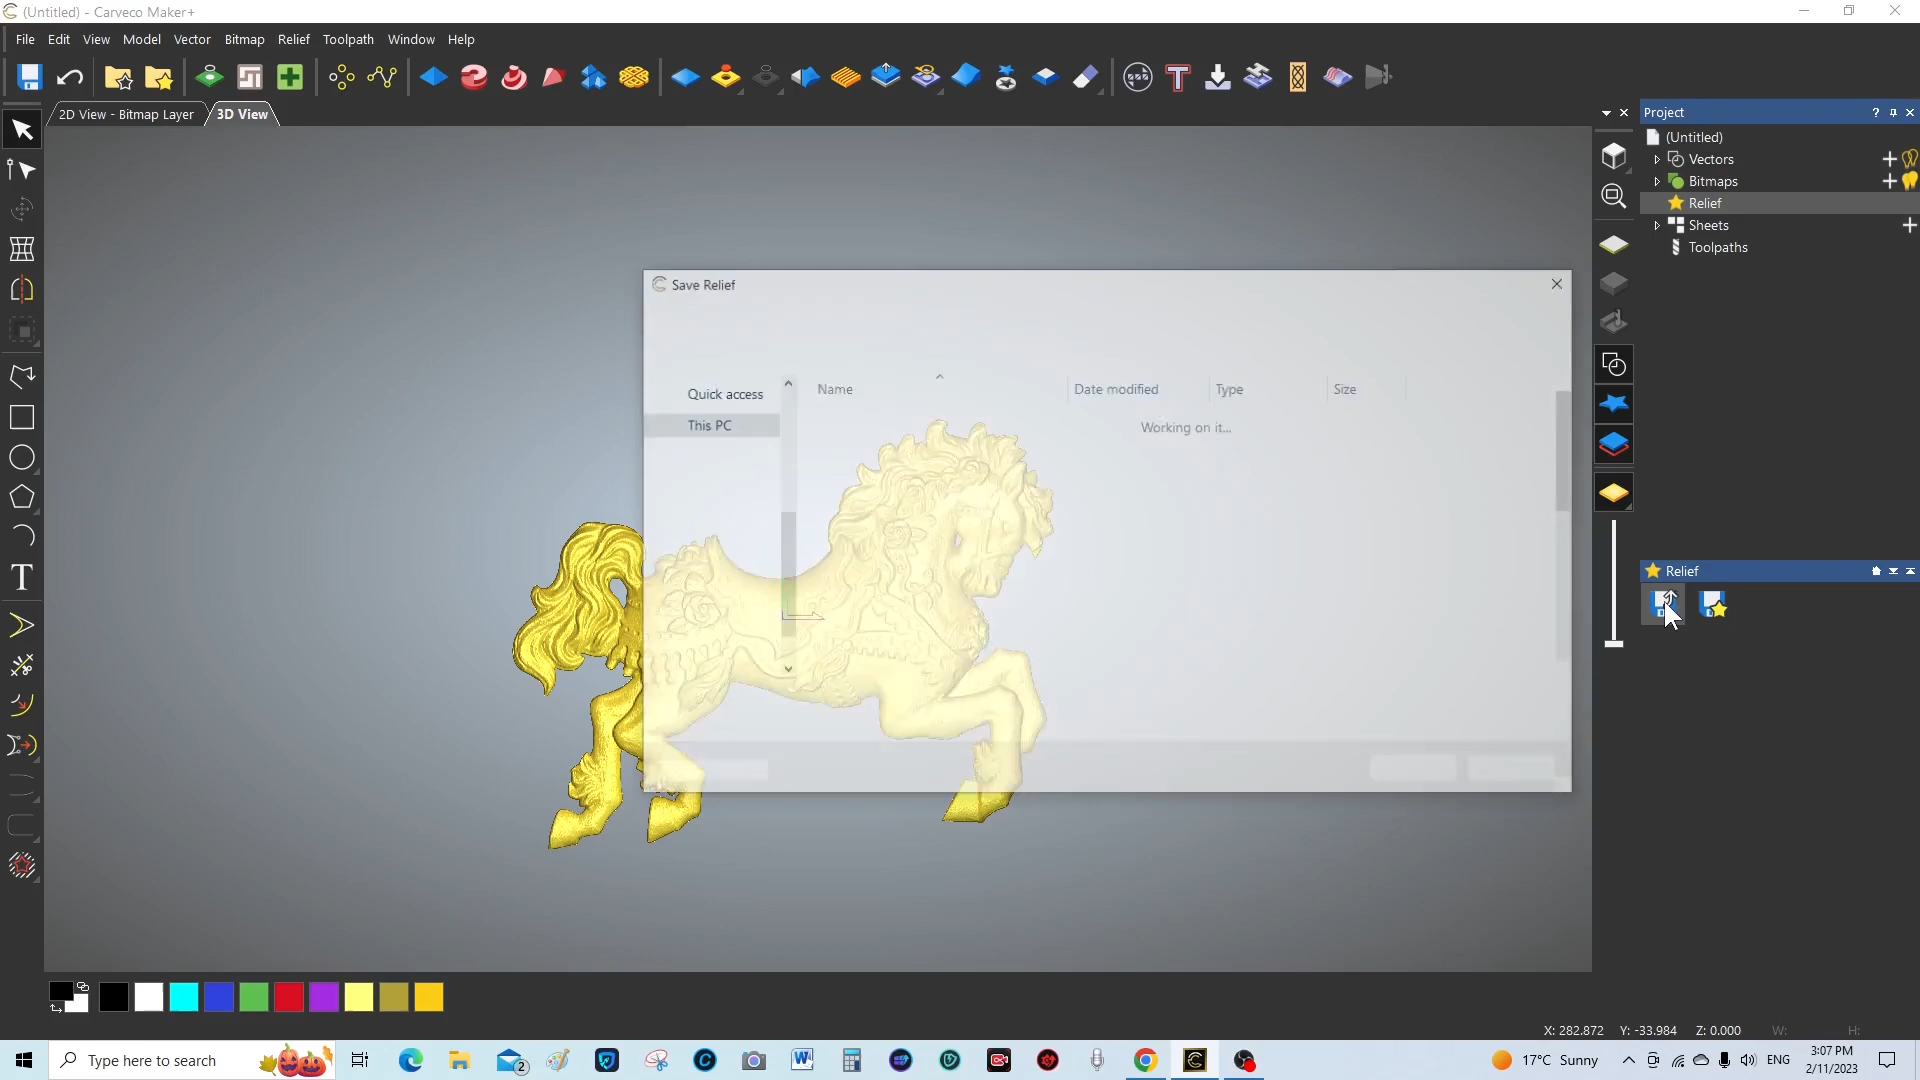 (Untitled) - Carveco Maker+
File Edit View Model Vector Bitmap Relief Toolpath Window Help
2D View - Bitmap Layer 3D View
Project
(Untitled)
Vectors
Bitmaps
Relief
Sheets
Toolpaths
Save Relief
Name Date modified Type Size
Quick access
This PC
Working on it...
Relief
T
X: 282.872 Y: -33.984 Z: 0.000 W: H:
Type here to search
2
17°C Sunny
ENG
3:07 PM
2/11/2023